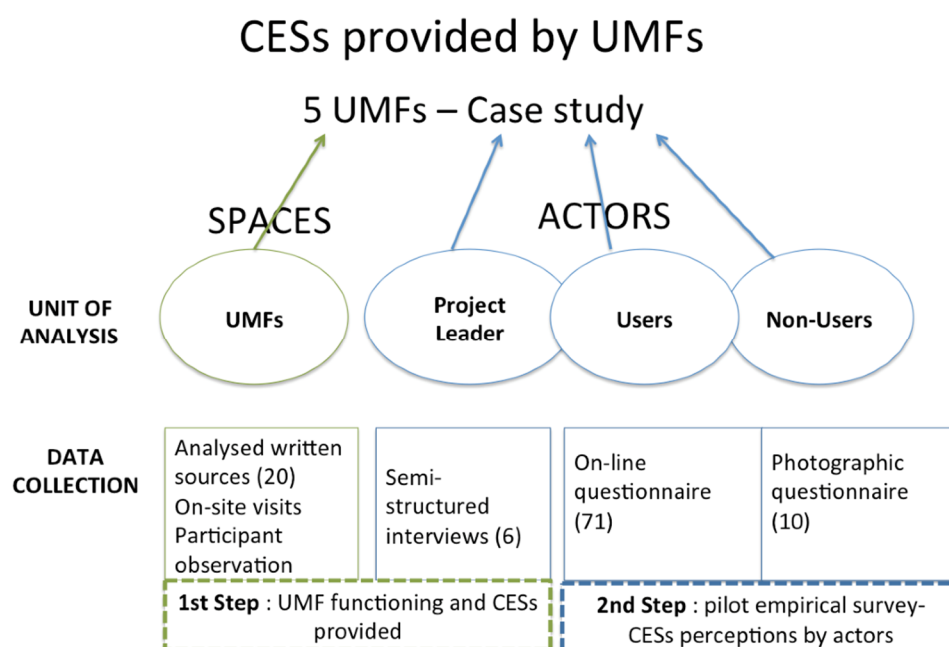 CESs provided by UMFs
5 UMFs – Case study
SPACES
ACTORS
UNIT OF
ANALYSIS
UMFs
Project
Leader
Users
Non-Users
DATA
COLLECTION
Analysed written
sources (20)
On-site visits
Participant
observation
Semi-
structured
interviews (6)
On-line
questionnaire
(71)
Photographic
questionnaire
(10)
1st Step : UMF functioning and CESs
provided
2nd Step : pilot empirical survey-
CESs perceptions by actors